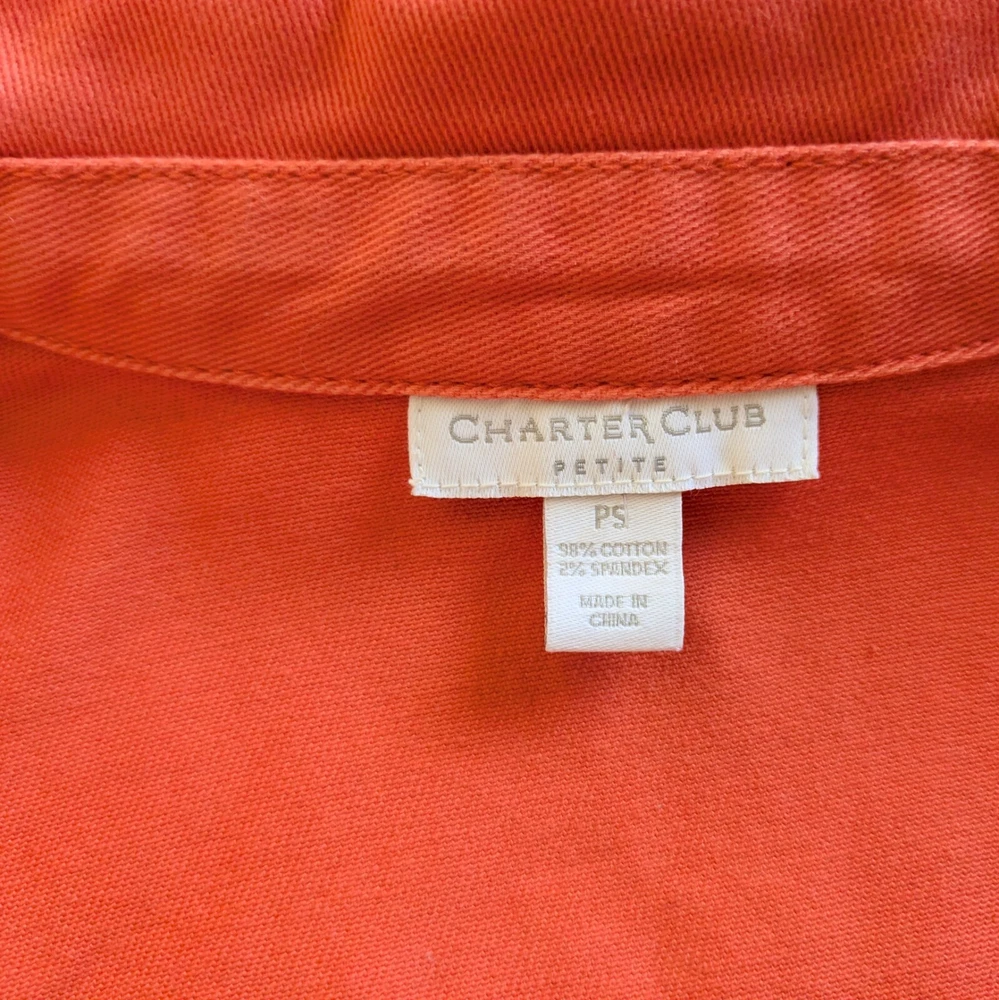 CHARTER CLUB
PETITE
PS
98% COTTON
2% SPANDEX
MADE IN
CHINA